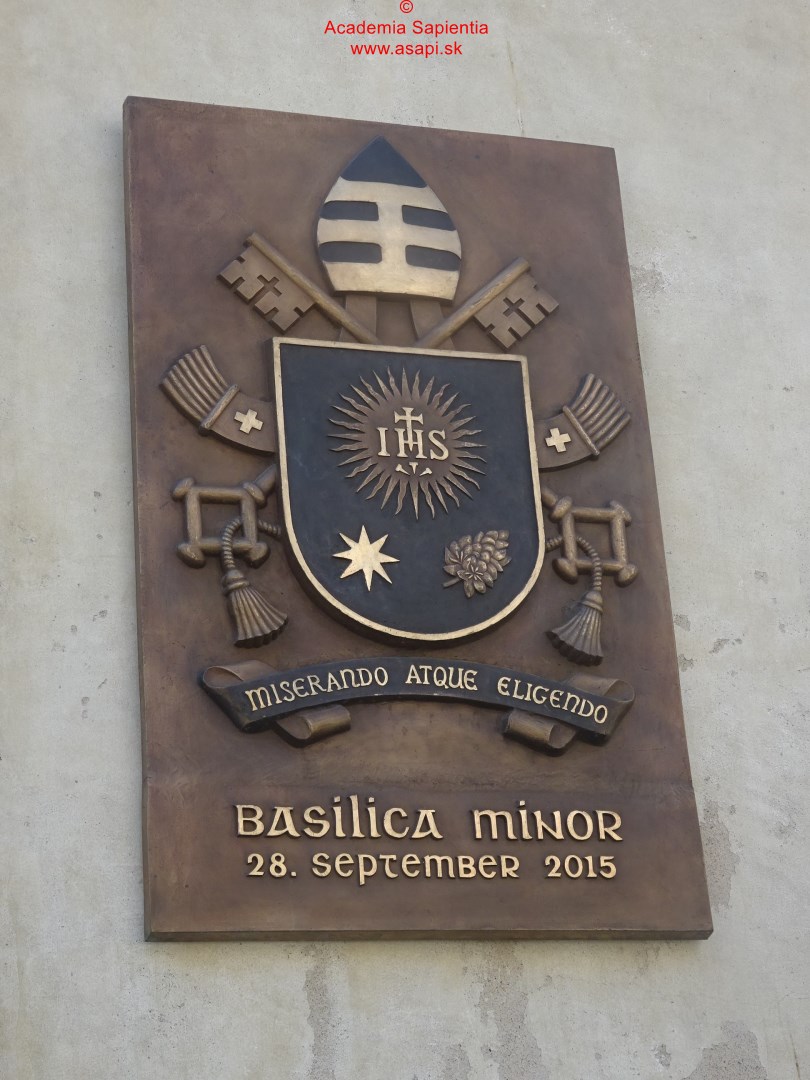 ©
Academia Sapientia
www.asapi.sk
IHS
MISERANDO ATQUE ELIGENDO
BASILICA MINOR
28. SEPTEMBER 2015